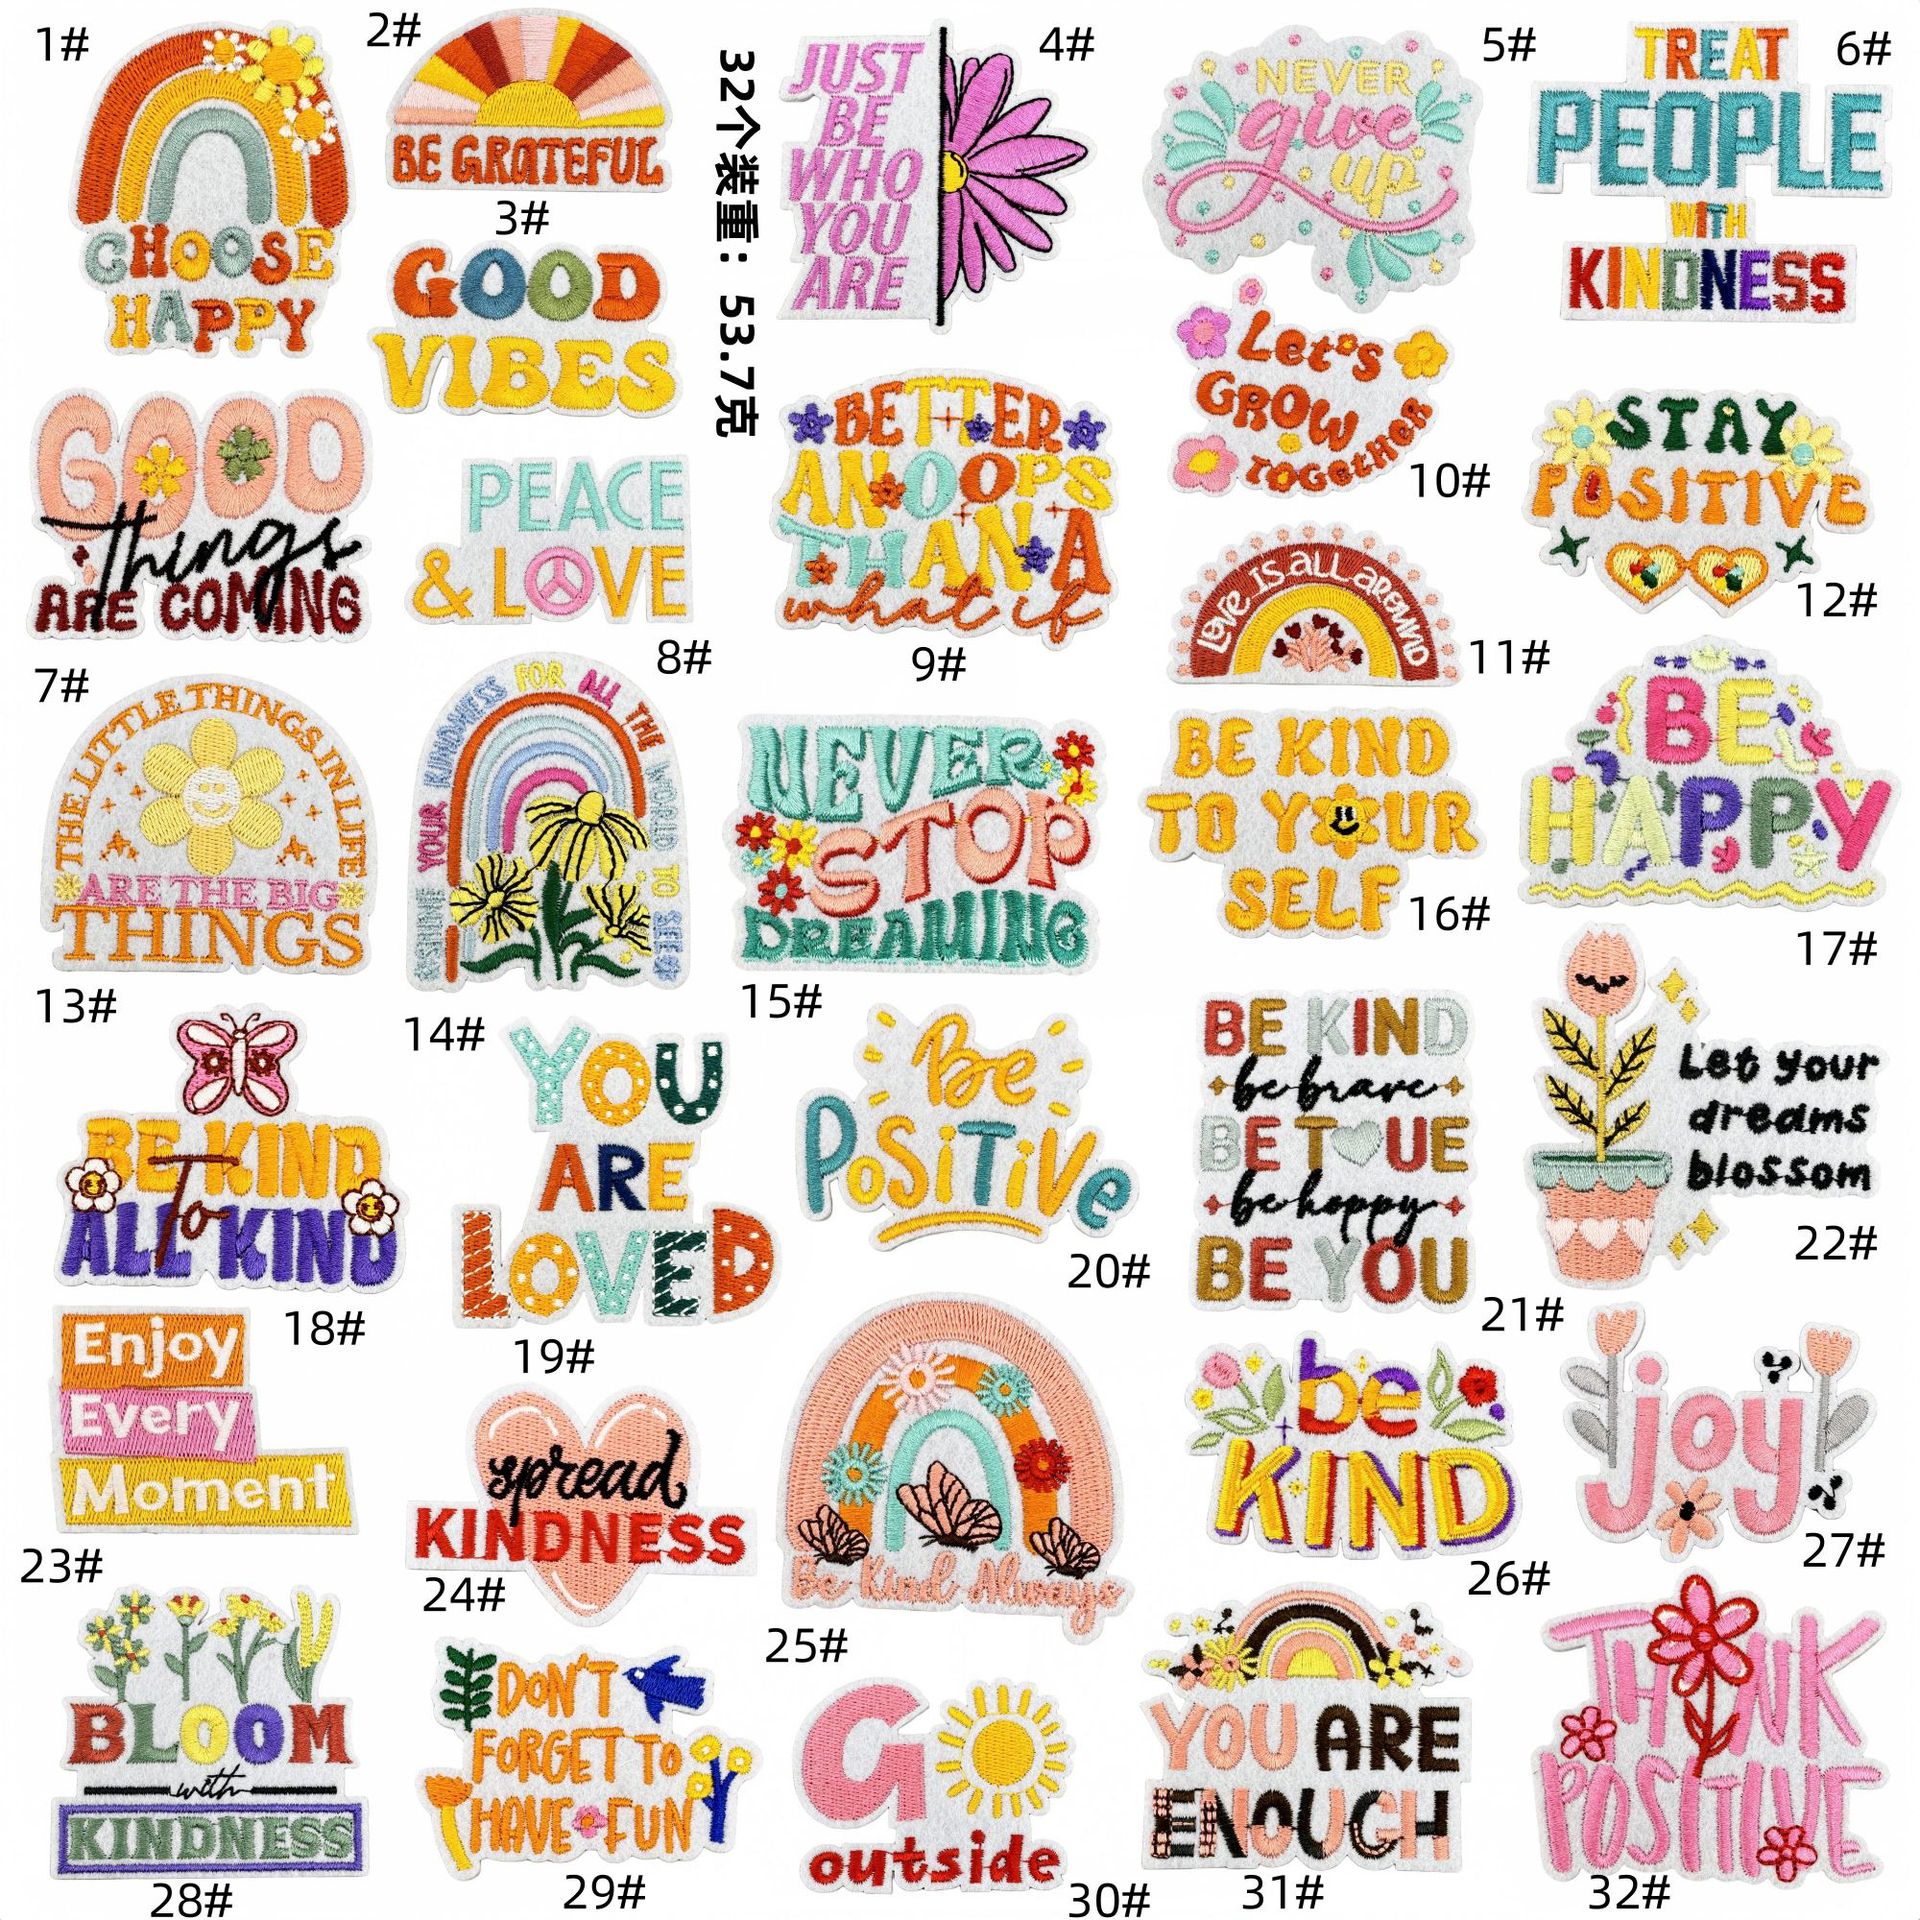 1#
CHOOSE
HAPPY
2#
BE GRATEFUL
3#
GOOD
VIBES
32个装重：53.7克
4#
JUST
BE
WHO
YOU
ARE
5#
NEVER
give
up
6#
TREAT
PEOPLE
WITH
KINDNESS
GOOD
things
ARE COMING
7#
PEACE
& LOVE
8#
BETTER
AN OOPS
THAN A
what if
9#
Let's
GROW
TOGetHeR
10#
LOVE IS aLL aROUND
11#
STAY
POSITIVE
12#
THE LITTLE THINGS IN LIFE
ARE THE BIG
THINGS
13#
YOUR KINDNESS FOR ALL THE WORLD TO SEE
14#
NEVER
STOP
DREAMING
15#
BE KIND
TO YOUR
SELF
16#
BE
HAPPY
17#
BE KIND
To
ALL KIND
18#
YOU
ARE
LOVED
19#
Be
PoSiTiVe
20#
BE KIND
be brave
BE T UE
be happy
BE YOU
21#
Let your
dreams
blossom
22#
Enjoy
Every
Moment
23#
spread
KINDNESS
24#
Be Kind Always
25#
be
KIND
26#
joy
27#
BLOOM
with
KINDNESS
28#
DON'T
FORGET TO
HAVE FUN
29#
GO
outside
30#
YOU ARE
ENOUGH
31#
THINK
POSITIVE
32#